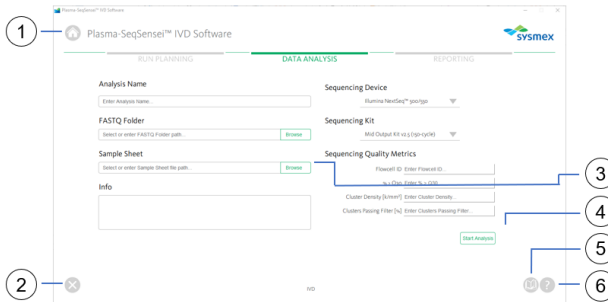 Plasma-SeqSensei™ IVD Software
1
Plasma-SeqSensei™ IVD Software
sysmex
RUN PLANNING
DATA ANALYSIS
REPORTING
Analysis Name
Enter Analysis Name...
FASTQ Folder
Select or enter FASTQ Folder path...
Browse
Sample Sheet
Select or enter Sample Sheet file path...
Browse
Info
Sequencing Device
Illumina NextSeq™ 500/550
Sequencing Kit
Mid Output Kit v2.5 (150-cycle)
Sequencing Quality Metrics
Flowcell ID Enter Flowcell ID...
Cluster Density [k/mm²] Enter Cluster Density...
Clusters Passing Filter [%] Enter Clusters Passing Filter...
Start Analysis
3
4
5
2
IVD
?
6